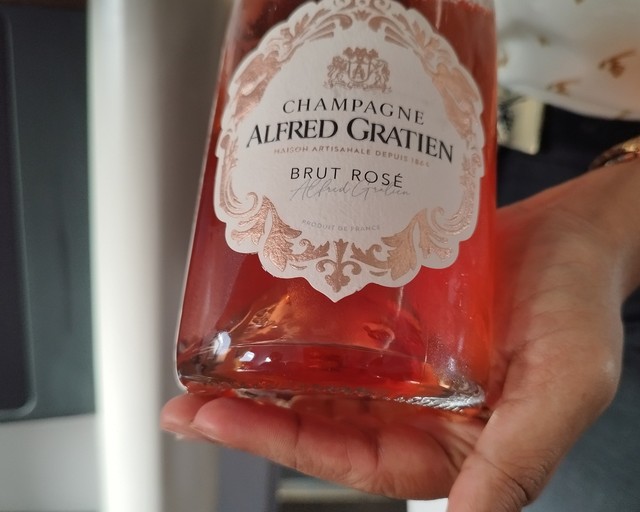 CHAMPAGNE
ALFRED GRATIEN
MAISON ARTISANALE DEPUIS 1864
BRUT ROSÉ
Alfred Gratien
PRODUIT DE FRANCE